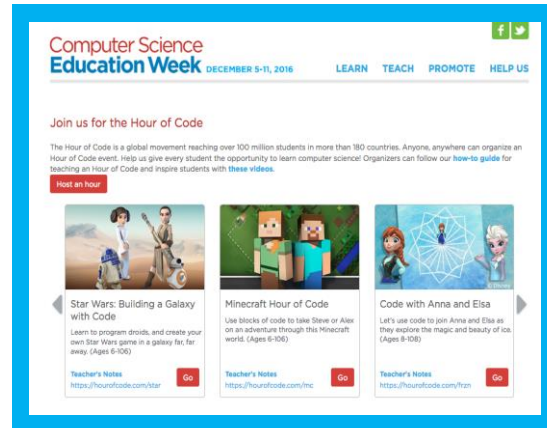 Computer Science
Education Week DECEMBER 5-11, 2016
LEARN TEACH PROMOTE HELP US
Join us for the Hour of Code
The Hour of Code is a global movement reaching over 100 million students in more than 180 countries. Anyone, anywhere can organize an
Hour of Code event. Help us give every student the opportunity to learn computer science! Organizers can follow our how-to guide for
teaching an Hour of Code and inspire students with these videos.
Host an hour
Star Wars: Building a Galaxy
with Code
Learn to program droids, and create your
own Star Wars game in a galaxy far, far
away. (Ages 6-106)
Teacher's Notes
https://hourofcode.com/star
Go
Minecraft Hour of Code
Use blocks of code to take Steve or Alex
on an adventure through this Minecraft
world. (Ages 6-106)
Teacher's Notes
https://hourofcode.com/mc
Go
© Disney
Code with Anna and Elsa
Let's use code to join Anna and Elsa as
they explore the magic and beauty of ice.
(Ages 8-108)
Teacher's Notes
https://hourofcode.com/frzn
Go